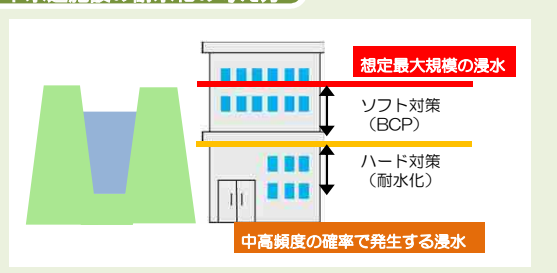 想定最大規模の浸水
ソフト対策
（BCP）
ハード対策
（耐水化）
中高頻度の確率で発生する浸水